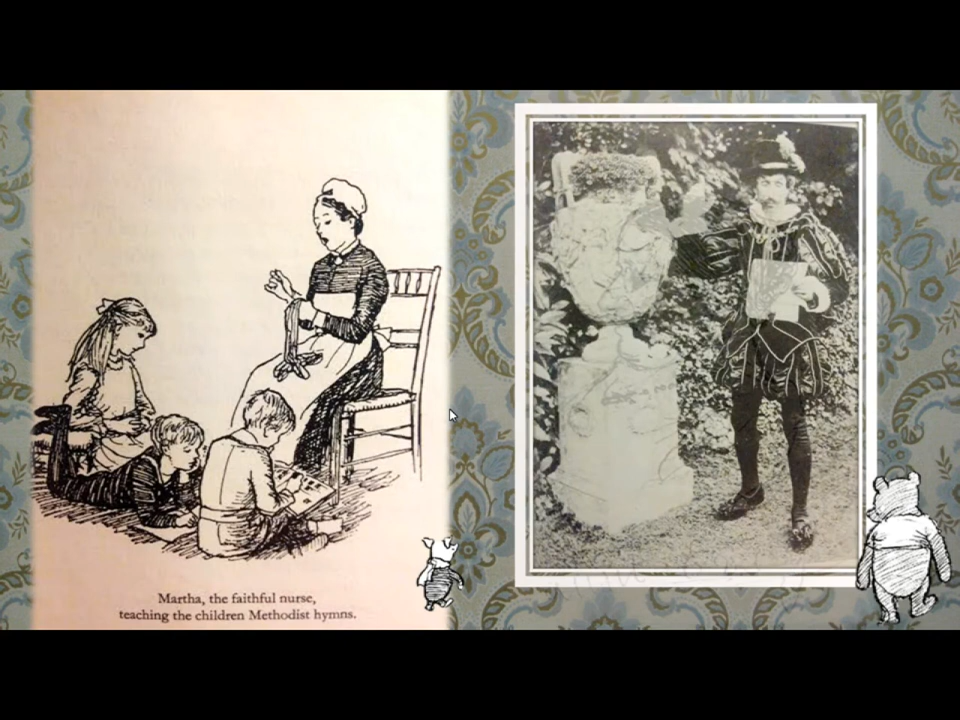 Martha, the faithful nurse,
teaching the children Methodist hymns.